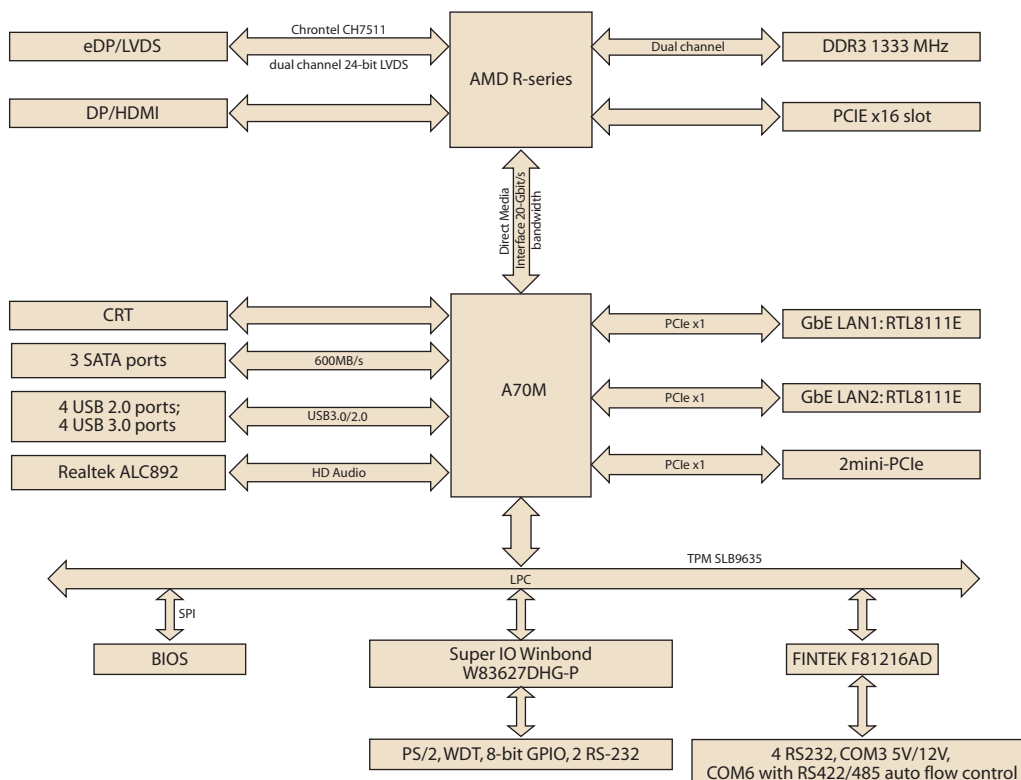 eDP/LVDS
Chrontel CH7511
dual channel 24-bit LVDS
AMD R-series
Dual channel
DDR3 1333 MHz
DP/HDMI
PCIE x16 slot
Direct Media
Interface 20-Gbit/s
bandwidth
CRT
3 SATA ports
600MB/s
4 USB 2.0 ports;
4 USB 3.0 ports
USB3.0/2.0
Realtek ALC892
HD Audio
A70M
PCIe x1
GbE LAN1:RTL8111E
PCIe x1
GbE LAN2:RTL8111E
PCIe x1
2mini-PCIe
TPM SLB9635
LPC
SPI
BIOS
Super IO Winbond
W83627DHG-P
FINTEK F81216AD
PS/2, WDT, 8-bit GPIO, 2 RS-232
4 RS232, COM3 5V/12V,
COM6 with RS422/485 auto flow control